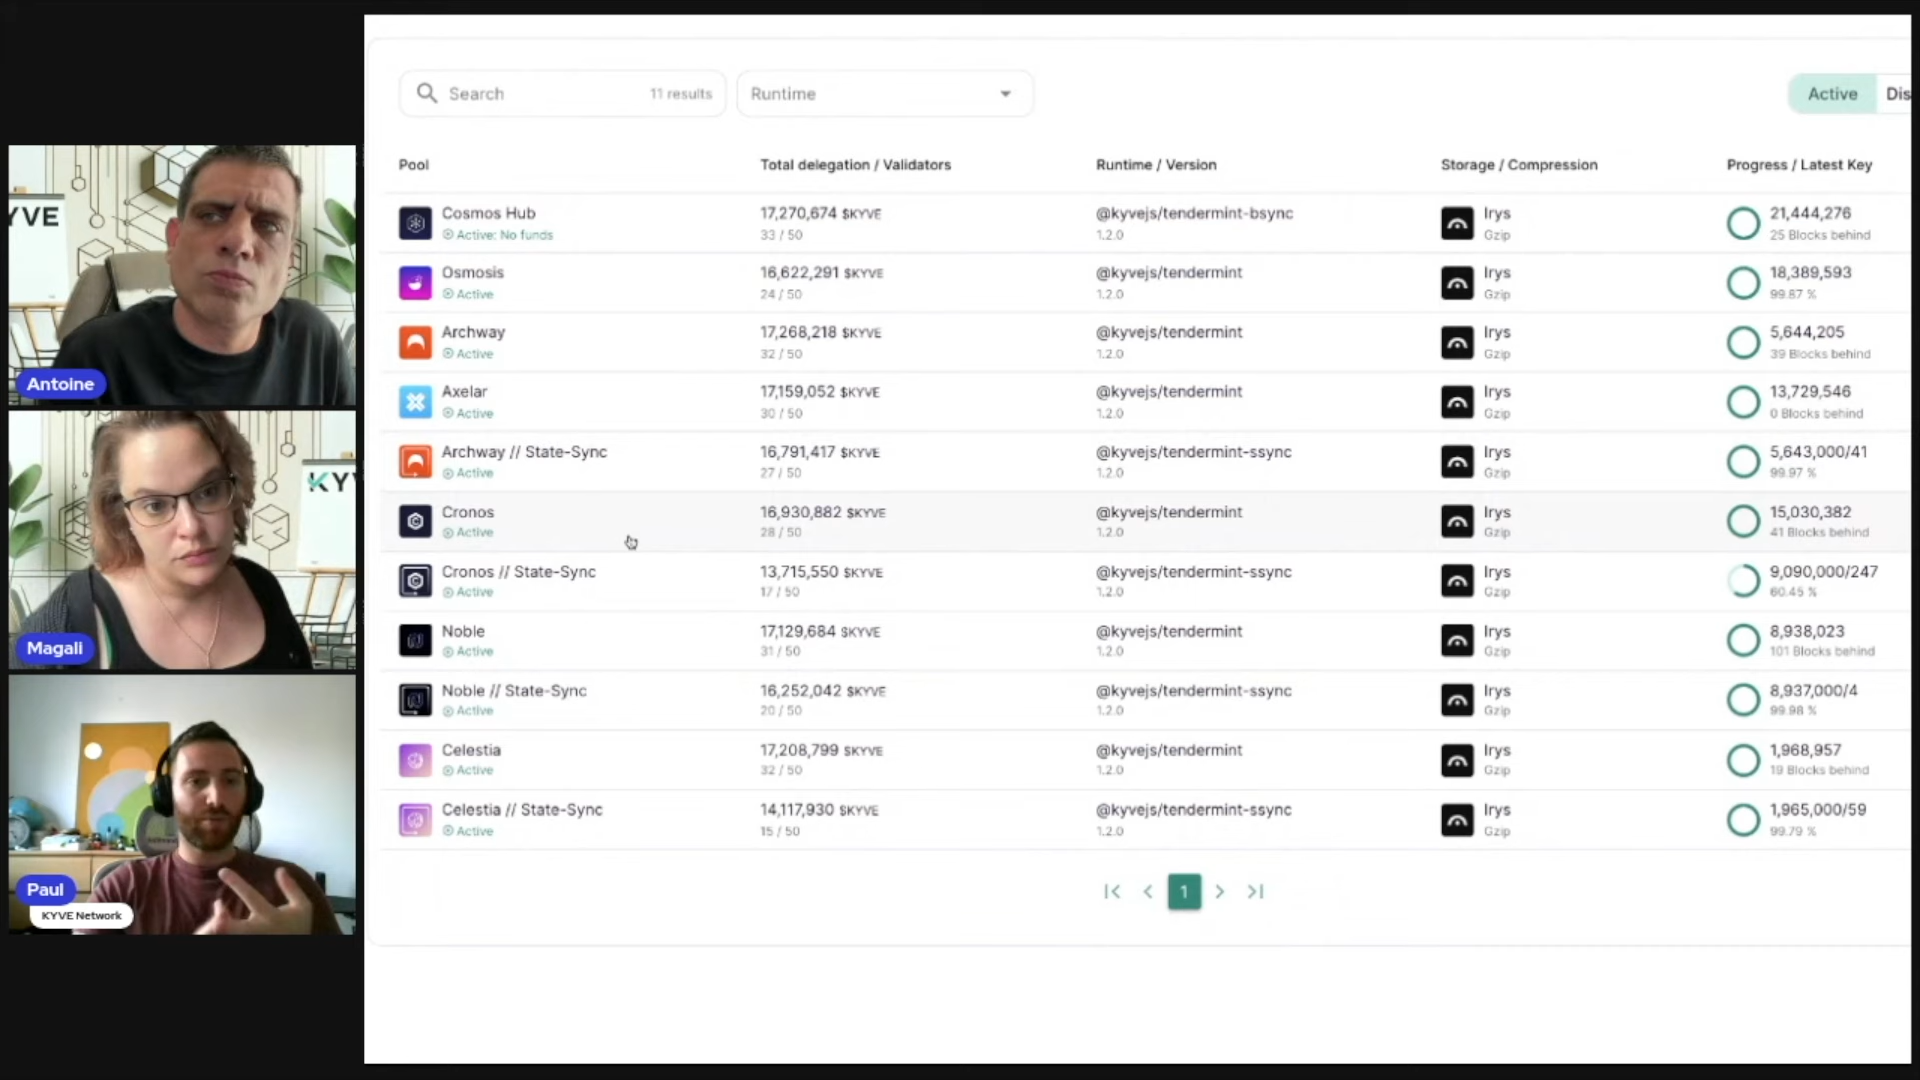 YVE
Antoine
KYV
Magali
Paul
KYVE Network
Search
11 results
Runtime
Active
Dis
Pool
Total delegation / Validators
Runtime / Version
Storage / Compression
Progress / Latest Key
Cosmos Hub
17,270,674 $KYVE
@kyvejs/tendermint-bsync
Irys
21,444,276
Active: No funds
33 / 50
1.2.0
Gzip
25 Blocks behind
Osmosis
16,622,291 $KYVE
@kyvejs/tendermint
Irys
18,389,593
Active
24 / 50
1.2.0
Gzip
99.87 %
Archway
17,268,218 $KYVE
@kyvejs/tendermint
Irys
5,644,205
Active
32 / 50
1.2.0
Gzip
39 Blocks behind
Axelar
17,159,052 $KYVE
@kyvejs/tendermint
Irys
13,729,546
Active
30 / 50
1.2.0
Gzip
0 Blocks behind
Archway // State-Sync
16,791,417 $KYVE
@kyvejs/tendermint-ssync
Irys
5,643,000/41
Active
27 / 50
1.2.0
Gzip
99.97 %
Cronos
16,930,882 $KYVE
@kyvejs/tendermint
Irys
15,030,382
Active
28 / 50
1.2.0
Gzip
41 Blocks behind
Cronos // State-Sync
13,715,550 $KYVE
@kyvejs/tendermint-ssync
Irys
9,090,000/247
Active
17 / 50
1.2.0
Gzip
60.45 %
Noble
17,129,684 $KYVE
@kyvejs/tendermint
Irys
8,938,023
Active
31 / 50
1.2.0
Gzip
101 Blocks behind
Noble // State-Sync
16,252,042 $KYVE
@kyvejs/tendermint-ssync
Irys
8,937,000/4
Active
20 / 50
1.2.0
Gzip
99.98 %
Celestia
17,208,799 $KYVE
@kyvejs/tendermint
Irys
1,968,957
Active
32 / 50
1.2.0
Gzip
19 Blocks behind
Celestia // State-Sync
14,117,930 $KYVE
@kyvejs/tendermint-ssync
Irys
1,965,000/59
Active
15 / 50
1.2.0
Gzip
99.79 %
1